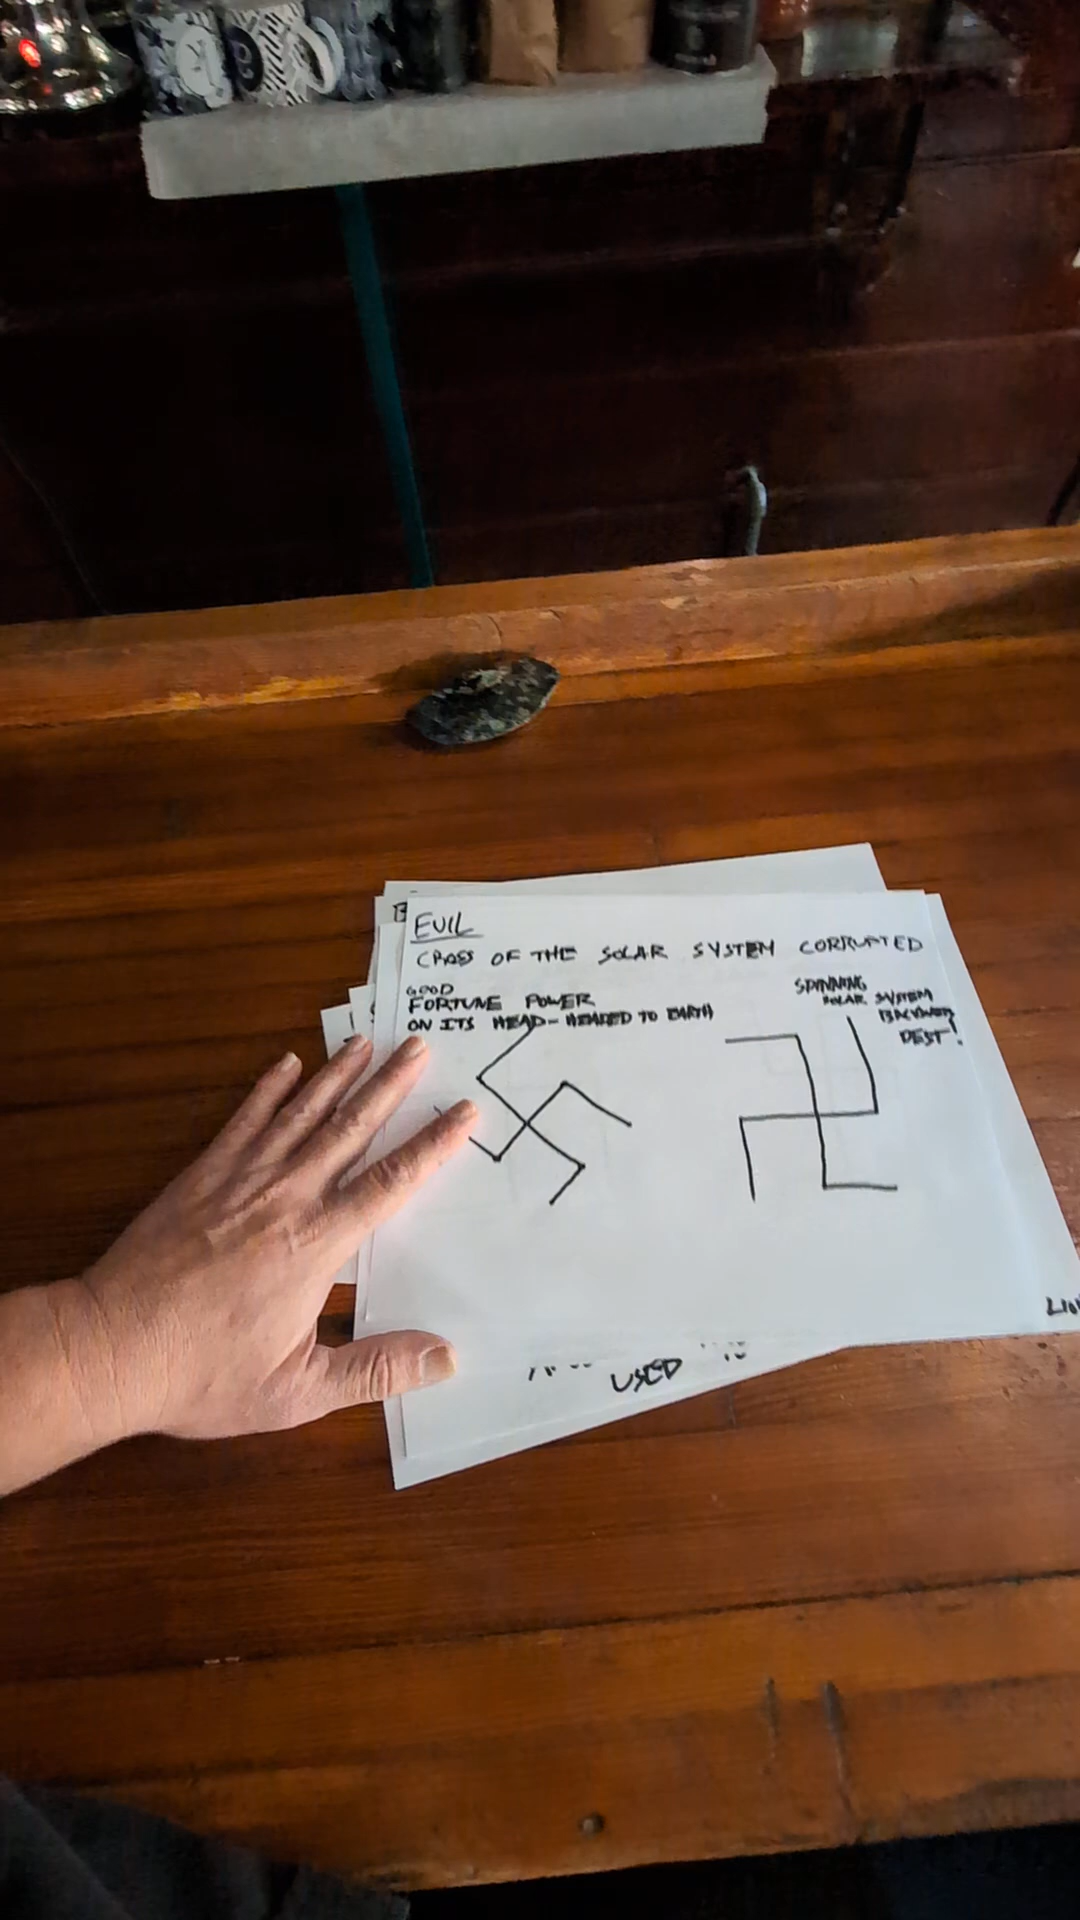 EVIL
CROSS OF THE SOLAR SYSTEM CORRUPTED
GOOD
FORTUNE POWER
ON ITS HEAD - HEADED TO EARTH
SPINNING
SOLAR SYSTEM
DEST!
USED